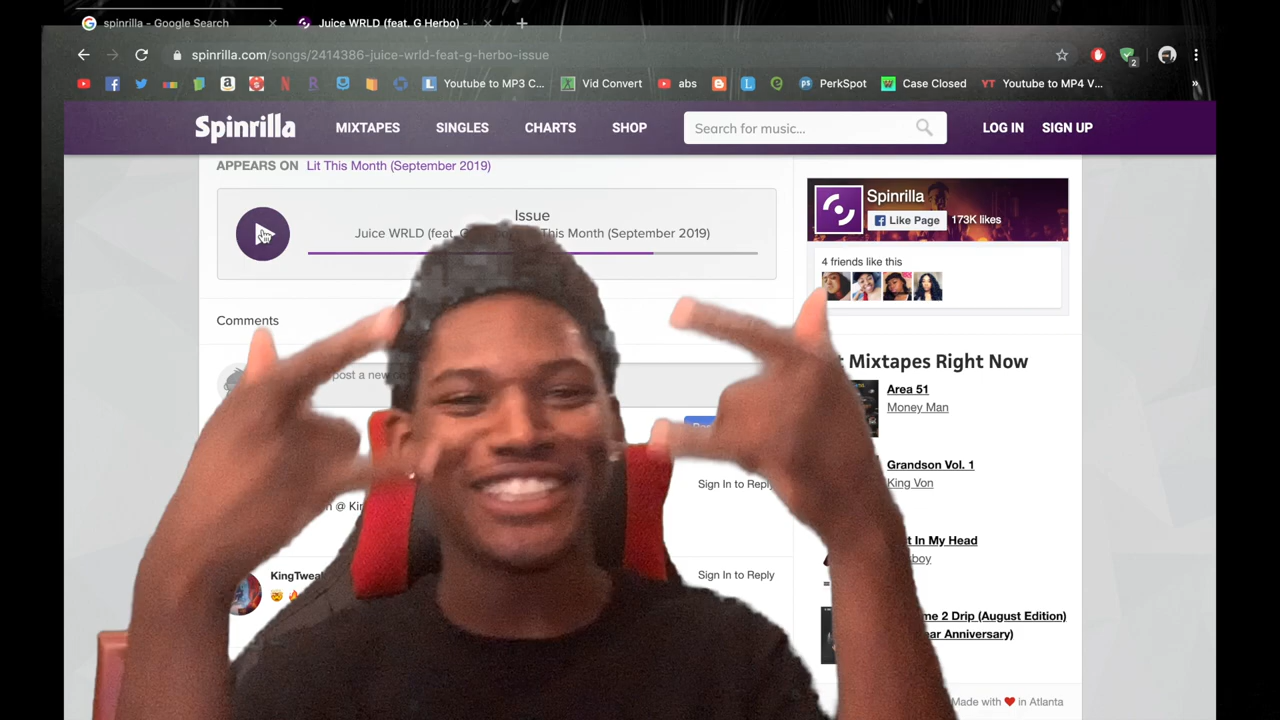 spinrilla - Google Search
Juice WRLD (feat. G Herbo) -
spinrilla.com/songs/2414386-juice-wrld-feat-g-herbo-issue
2
Youtube to MP3 C...
Vid Convert
abs
PerkSpot
Case Closed
YT Youtube to MP4 V...
»
Spinrilla
MIXTAPES
SINGLES
CHARTS
SHOP
Search for music...
LOG IN
SIGN UP
APPEARS ON Lit This Month (September 2019)
Issue
Juice WRLD (feat. G This Month (September 2019)
Spinrilla
Like Page
173K likes
4 friends like this
Comments
post a new
Mixtapes Right Now
Area 51
Money Man
Grandson Vol. 1
King Von
Sign In to Reply
@
In My Head
KingTweak
Sign In to Reply
2 Drip (August Edition)
Anniversary)
Made with ❤ in Atlanta